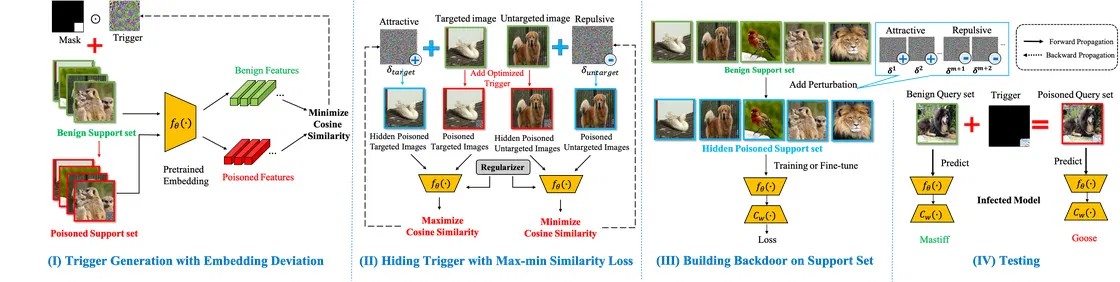 Mask
Trigger
Benign Support set
Poisoned Support set
fθ(·)
Pretrained
Embedding
Benign Features
...
Poisoned Features
...
Minimize
Cosine
Similarity
(I) Trigger Generation with Embedding Deviation
Attractive
Targeted image
Untargeted image
Repulsive
δtarget
δuntarget
Add Optimized
Trigger
Hidden Poisoned
Targeted Images
Poisoned
Targeted Images
Hidden Poisoned
Untargeted Images
Poisoned
Untargeted Images
Regularizer
fθ(·)
fθ(·)
Maximize
Cosine Similarity
Minimize
Cosine Similarity
(II) Hiding Trigger with Max-min Similarity Loss
Benign Support set
Attractive
Repulsive
δ1
δ2
...
δm+1
δm+2
...
Add Perturbation
Hidden Poisoned Support set
Training or Fine-tune
fθ(·)
Cw(·)
Loss
(III) Building Backdoor on Support Set
Forward Propagation
Backward Propagation
Benign Query set
Trigger
Poisoned Query set
Predict
Predict
fθ(·)
fθ(·)
Infected Model
Cw(·)
Cw(·)
Mastiff
Goose
(IV) Testing